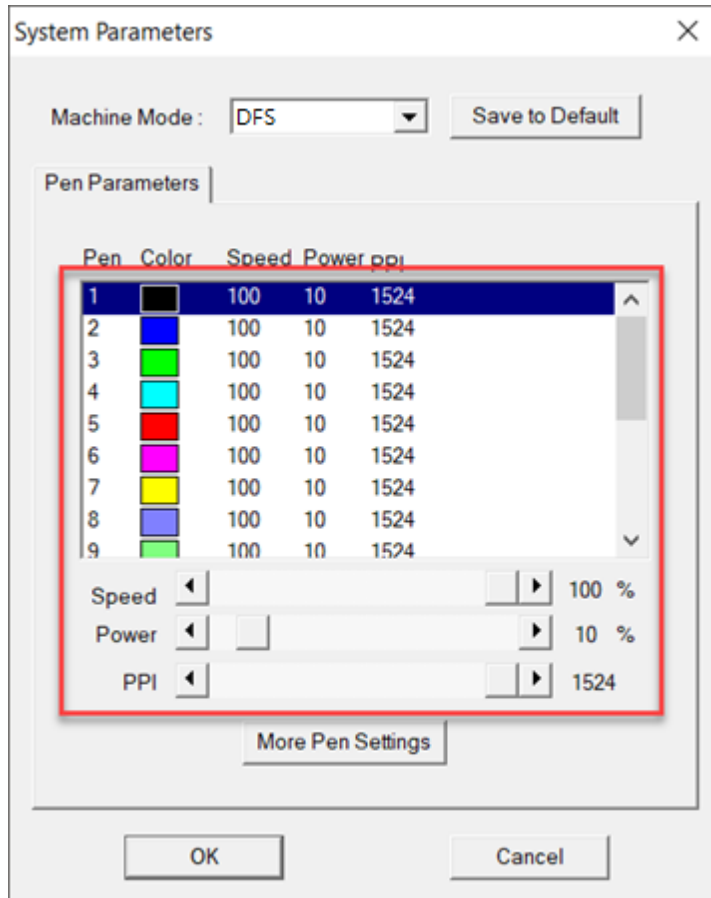 System Parameters
Machine Mode : DFS Save to Default
Pen Parameters
Pen Color Speed Power PPI
1 100 10 1524
2 100 10 1524
3 100 10 1524
4 100 10 1524
5 100 10 1524
6 100 10 1524
7 100 10 1524
8 100 10 1524
9 100 10 1524
Speed 100 %
Power 10 %
PPI 1524
More Pen Settings
OK Cancel